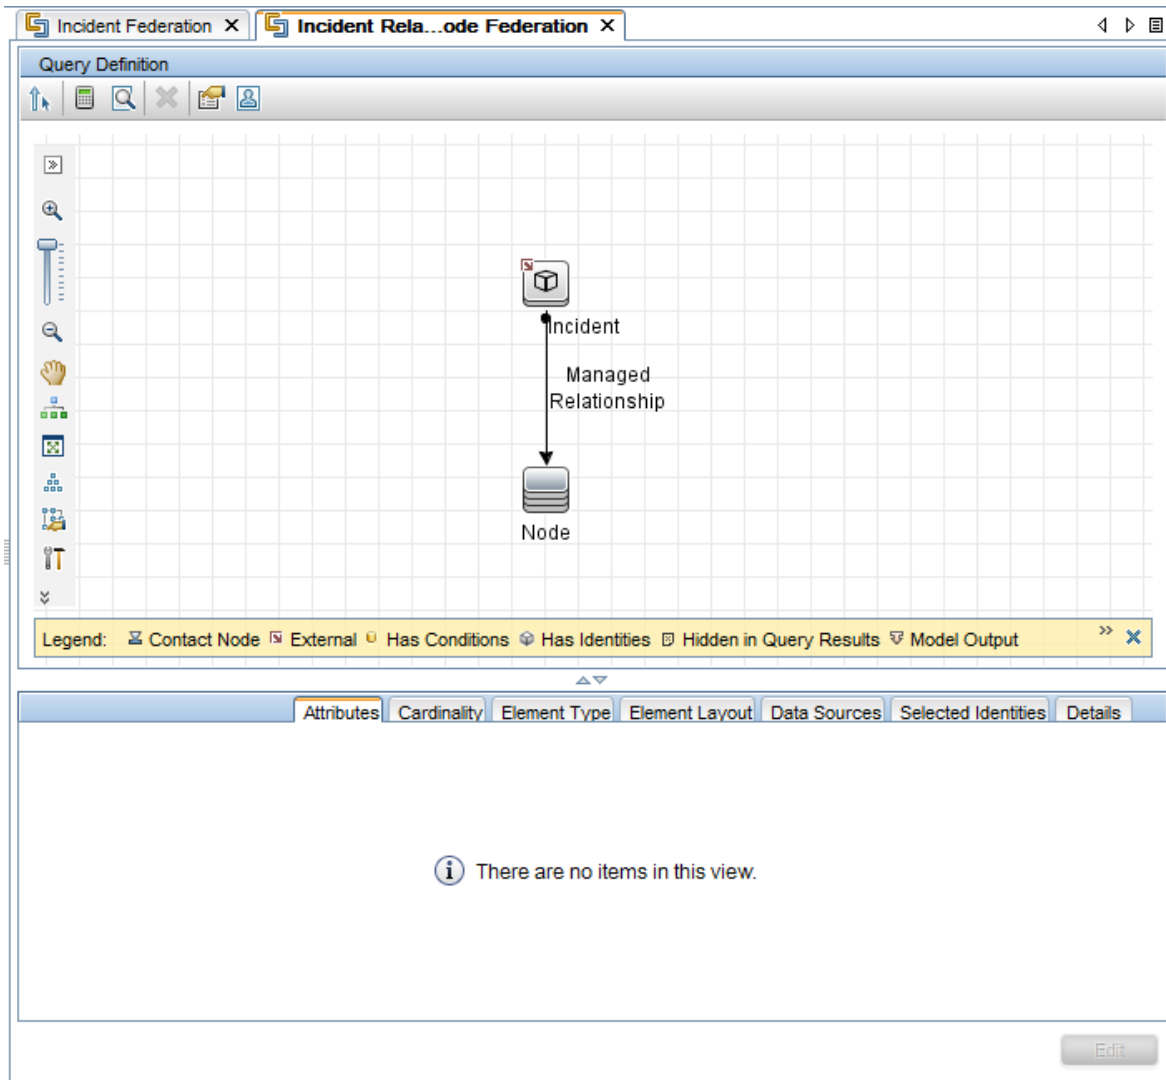 Incident Federation X Incident Rela...ode Federation X
Query Definition
Incident
Managed
Relationship
Node
Legend: Contact Node External Has Conditions Has Identities Hidden in Query Results Model Output
Attributes Cardinality Element Type Element Layout Data Sources Selected Identities Details
There are no items in this view.
Edit